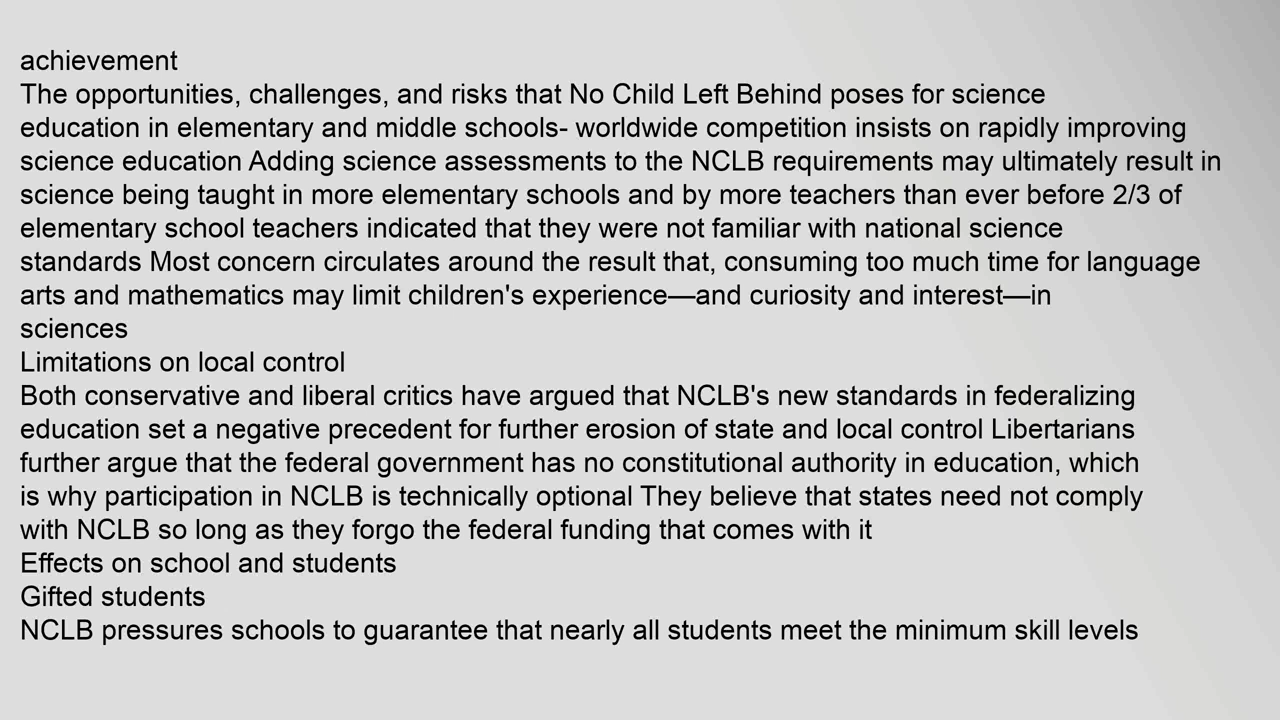 achievement
The opportunities, challenges, and risks that No Child Left Behind poses for science
education in elementary and middle schools- worldwide competition insists on rapidly improving
science education Adding science assessments to the NCLB requirements may ultimately result in
science being taught in more elementary schools and by more teachers than ever before 2/3 of
elementary school teachers indicated that they were not familiar with national science
standards Most concern circulates around the result that, consuming too much time for language
arts and mathematics may limit children's experience—and curiosity and interest—in
sciences
Limitations on local control
Both conservative and liberal critics have argued that NCLB's new standards in federalizing
education set a negative precedent for further erosion of state and local control Libertarians
further argue that the federal government has no constitutional authority in education, which
is why participation in NCLB is technically optional They believe that states need not comply
with NCLB so long as they forgo the federal funding that comes with it
Effects on school and students
Gifted students
NCLB pressures schools to guarantee that nearly all students meet the minimum skill levels